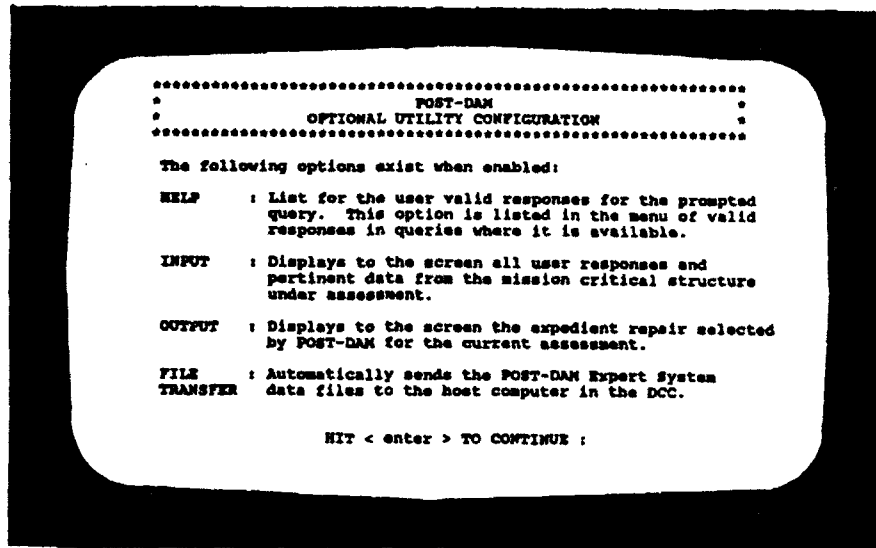 ************************************************************
* POST-DAM *
* OPTIONAL UTILITY CONFIGURATION *
************************************************************
The following options exist when enabled:
HELP : List for the user valid responses for the prompted
query. This option is listed in the menu of valid
responses in queries where it is available.
INPUT : Displays to the screen all user responses and
pertinent data from the mission critical structure
under assessment.
OUTPUT : Displays to the screen the expedient repair selected
by POST-DAM for the current assessment.
FILE : Automatically sends the POST-DAM Expert System
TRANSFER data files to the host computer in the DCC.
HIT < enter > TO CONTINUE :